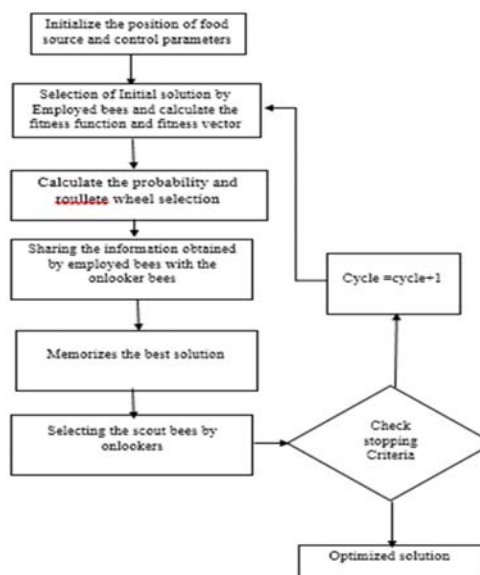 Initialize the position of food
source and control parameters
Selection of Initial solution by
Employed bees and calculate the
fitness function and fitness vector
Calculate the probability and
roullete wheel selection
Sharing the information obtained
by employed bees with the
onlooker bees
Cycle =cycle+1
Memorizes the best solution
Selecting the scout bees by
onlookers
Check
stopping
Criteria
Optimized solution